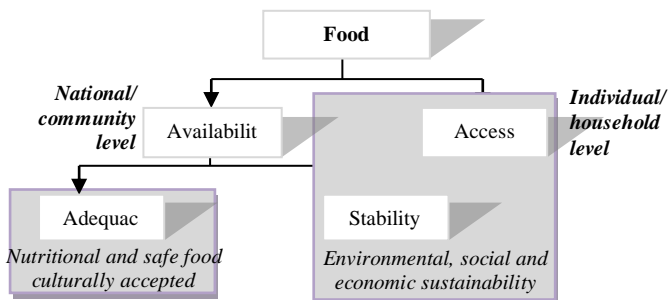 Food
National/
community
level
Individual/
household
level
Availabilit
Access
Adequac
Stability
Nutritional and safe food
culturally accepted
Environmental, social and
economic sustainability